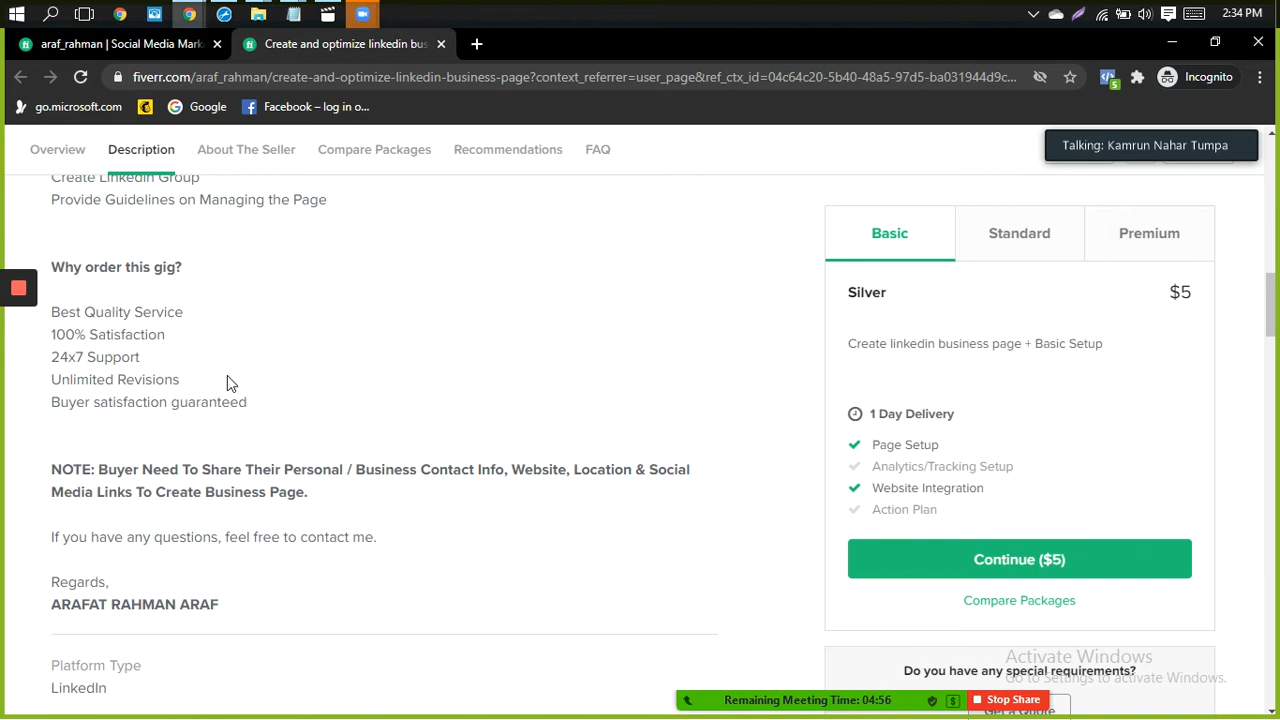 2:34 PM
araf_rahman | Social Media Mark
Create and optimize linkedin bus
fiverr.com/araf_rahman/create-and-optimize-linkedin-business-page?context_referrer=user_page&ref_ctx_id=04c64c20-5b40-48a5-97d5-ba031944d9c...
Incognito
go.microsoft.com
Google
Facebook – log in o...
Overview
Description
About The Seller
Compare Packages
Recommendations
FAQ
Talking: Kamrun Nahar Tumpa
Create LinkedIn Group
Provide Guidelines on Managing the Page
Why order this gig?
Best Quality Service
100% Satisfaction
24x7 Support
Unlimited Revisions
Buyer satisfaction guaranteed
NOTE: Buyer Need To Share Their Personal / Business Contact Info, Website, Location & Social
Media Links To Create Business Page.
If you have any questions, feel free to contact me.
Regards,
ARAFAT RAHMAN ARAF
Platform Type
LinkedIn
Basic
Standard
Premium
Silver
$5
Create linkedin business page + Basic Setup
1 Day Delivery
Page Setup
Analytics/Tracking Setup
Website Integration
Action Plan
Continue ($5)
Compare Packages
Do you have any special requirements?
Get a Quote
Activate Windows
Go to Settings to activate Windows.
Remaining Meeting Time: 04:56
Stop Share